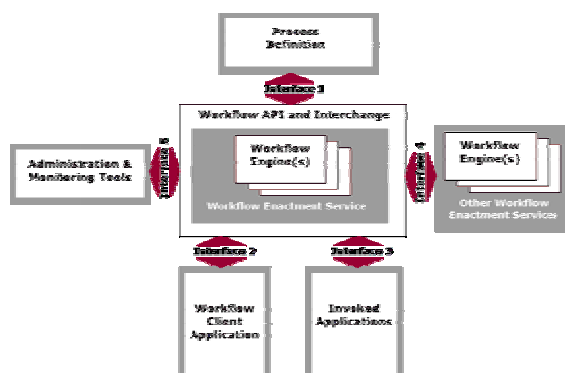 Process
Definition
Interface 1
Workflow API and Interchange
Interface 5
Administration &
Monitoring Tools
Workflow
Engine(s)
Workflow Enactment Service
Interface 4
Workflow
Engine(s)
Other Workflow
Enactment Services
Interface 2
Interface 3
Workflow
Client
Application
Invoked
Applications